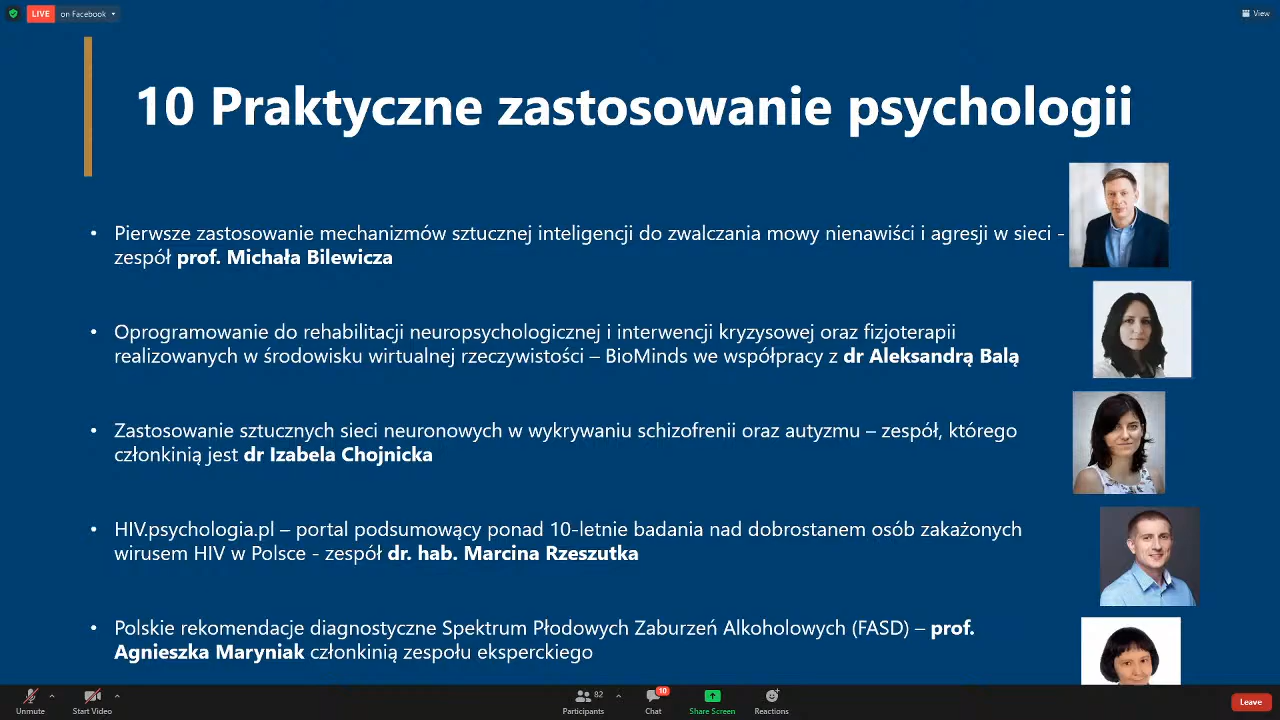 LIVE on Facebook
View
10 Praktyczne zastosowanie psychologii
• Pierwsze zastosowanie mechanizmów sztucznej inteligencji do zwalczania mowy nienawiści i agresji w sieci -
zespół prof. Michała Bilewicza
• Oprogramowanie do rehabilitacji neuropsychologicznej i interwencji kryzysowej oraz fizjoterapii
realizowanych w środowisku wirtualnej rzeczywistości – BioMinds we współpracy z dr Aleksandrą Balą
• Zastosowanie sztucznych sieci neuronowych w wykrywaniu schizofrenii oraz autyzmu – zespół, którego
członkinią jest dr Izabela Chojnicka
• HIV.psychologia.pl – portal podsumowący ponad 10-letnie badania nad dobrostanem osób zakażonych
wirusem HIV w Polsce - zespół dr. hab. Marcina Rzeszutka
• Polskie rekomendacje diagnostyczne Spektrum Płodowych Zaburzeń Alkoholowych (FASD) – prof.
Agnieszka Maryniak członkinią zespołu eksperckiego
Unmute
Start Video
Participants 82
Chat 10
Share Screen
Reactions
Leave